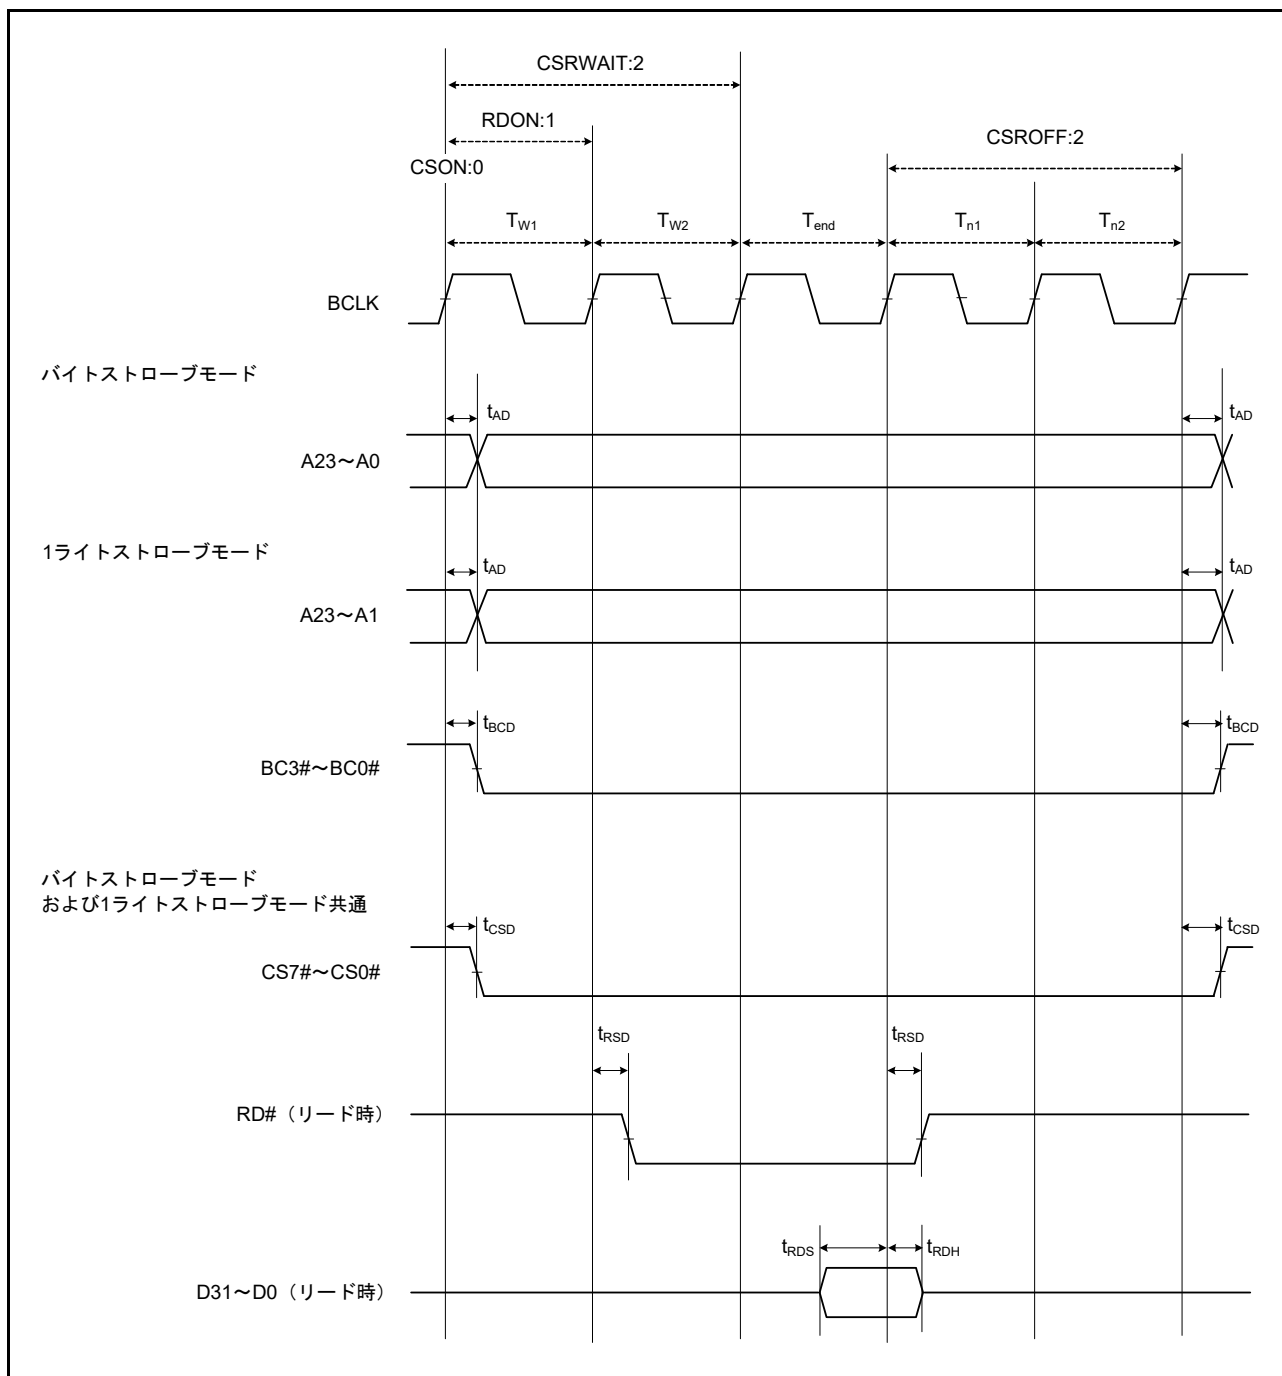 CSRWAIT:2
RDON:1
CSROFF:2
CSON:0
TW1 TW2 Tend Tn1 Tn2
BCLK
バイトストローブモード
tAD tAD
A23～A0
1ライトストローブモード
tAD tAD
A23～A1
tBCD tBCD
BC3#～BC0#
バイトストローブモード
および1ライトストローブモード共通
tCSD tCSD
CS7#～CS0#
tRSD tRSD
RD#（リード時）
tRDS tRDH
D31～D0（リード時）